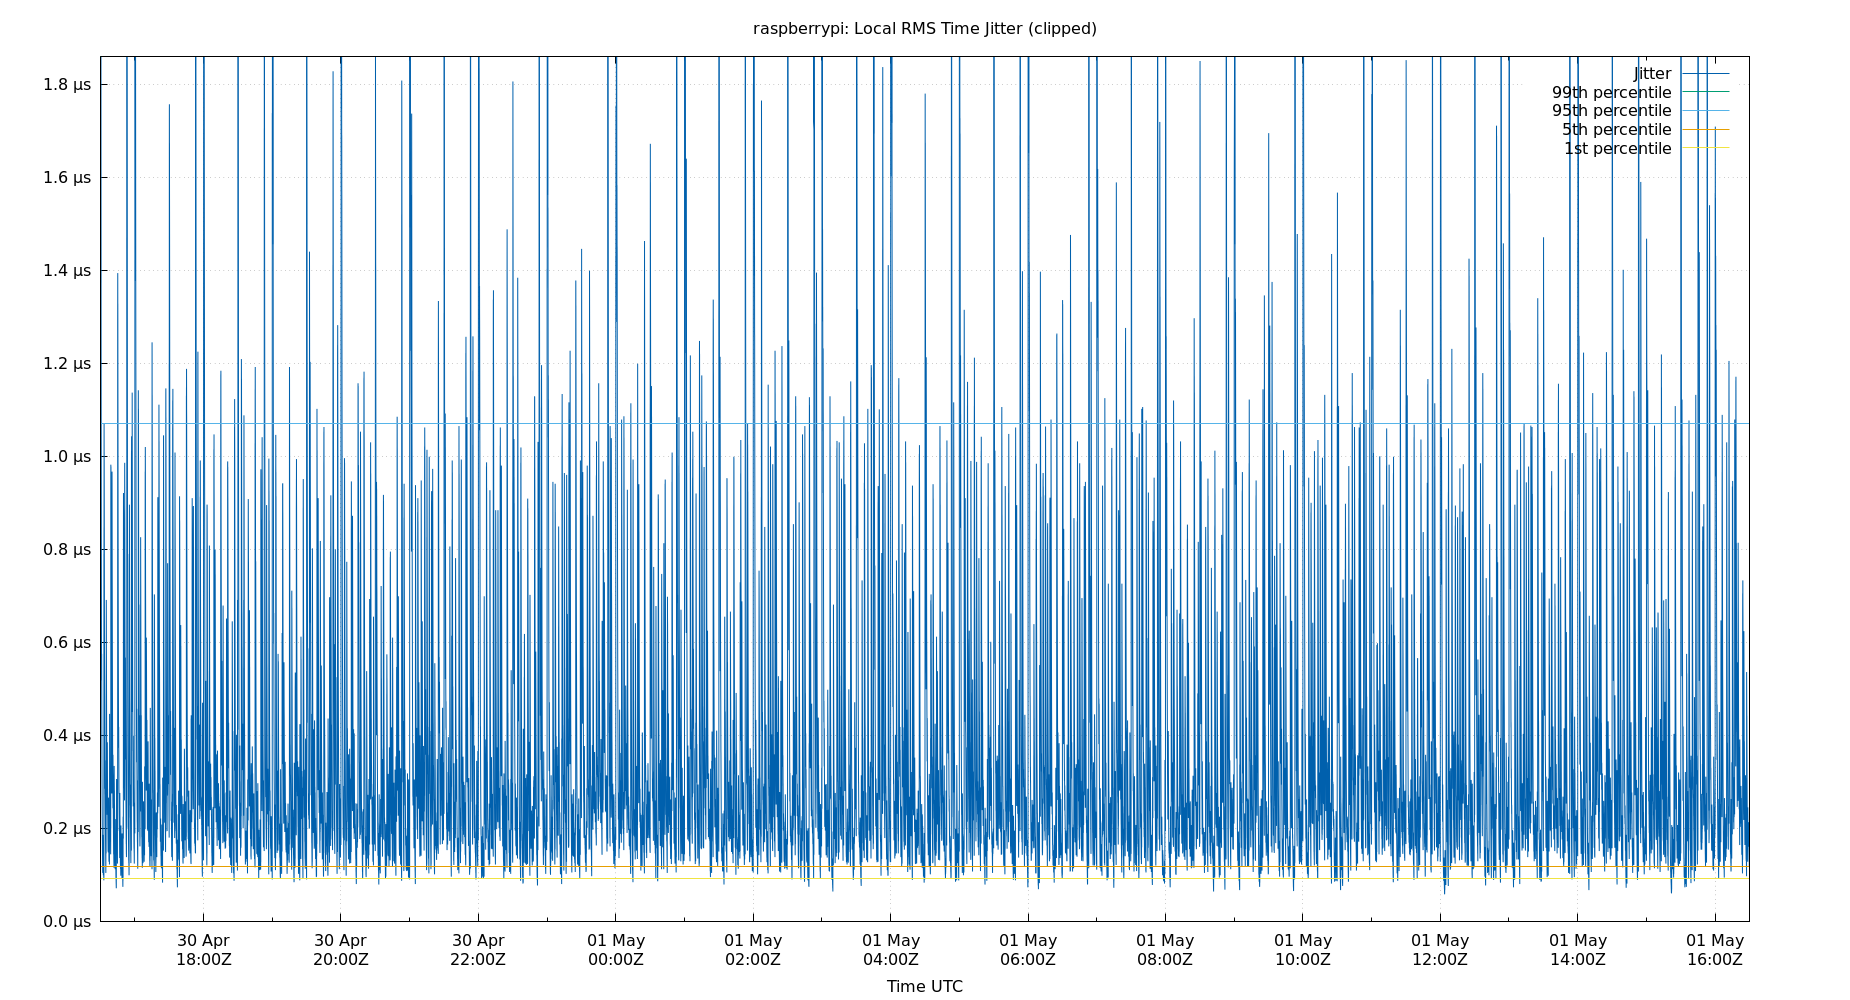 raspberrypi: Local RMS Time Jitter (clipped)
Jitter
99th percentile
95th percentile
5th percentile
1st percentile
1.8 µs
1.6 µs
1.4 µs
1.2 µs
1.0 µs
0.8 µs
0.6 µs
0.4 µs
0.2 µs
0.0 µs
30 Apr 30 Apr 30 Apr 01 May 01 May 01 May 01 May 01 May 01 May 01 May 01 May 01 May
18:00Z 20:00Z 22:00Z 00:00Z 02:00Z 04:00Z 06:00Z 08:00Z 10:00Z 12:00Z 14:00Z 16:00Z
Time UTC